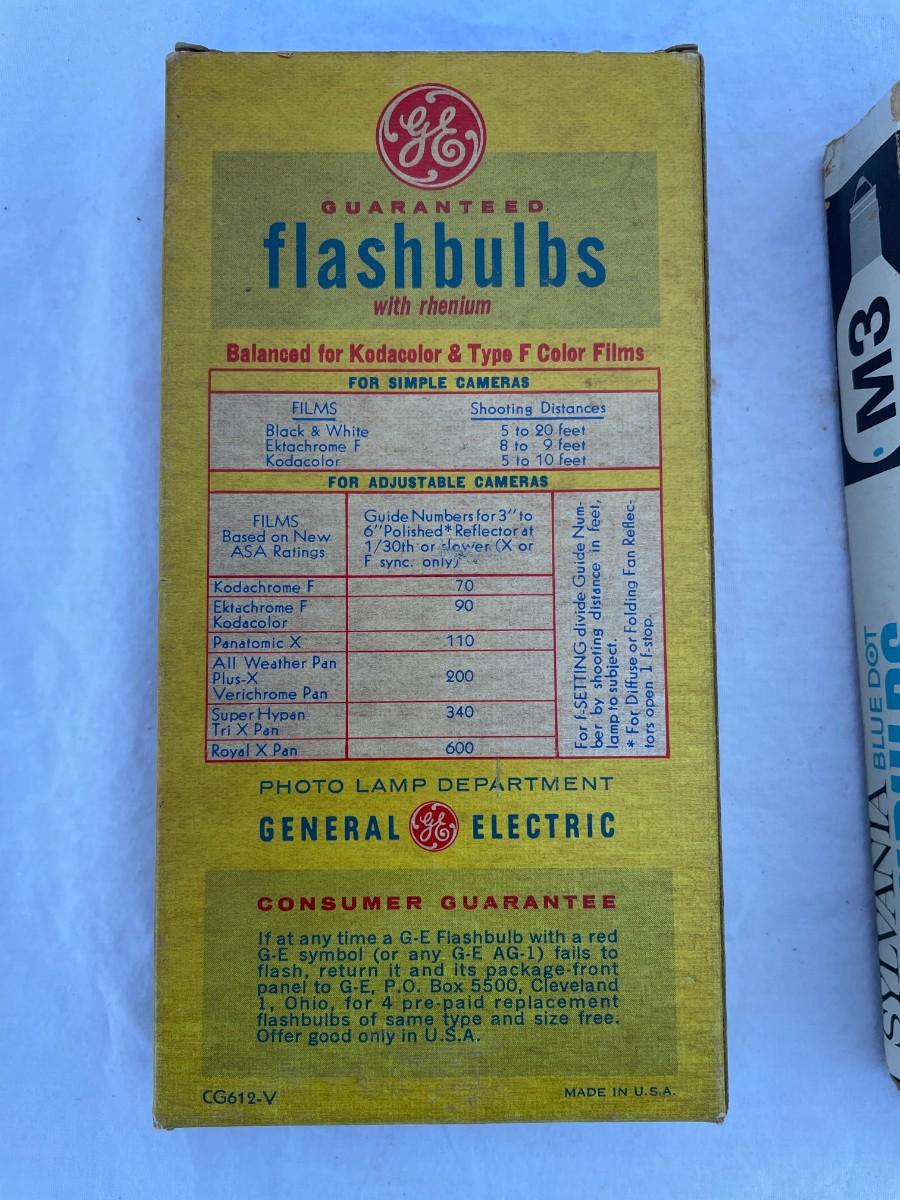 GE
GUARANTEED
flashbulbs
with rhenium
Balanced for Kodacolor & Type F Color Films
FOR SIMPLE CAMERAS
FILMS Shooting Distances
Black & White 5 to 20 feet
Ektachrome F 8 to 9 feet
Kodacolor 5 to 10 feet
FOR ADJUSTABLE CAMERAS
FILMS
Based on New
ASA Ratings
Guide Numbers for 3" to
6" Polished* Reflector at
1/30th or slower (X or
F sync. only)
Kodachrome F 70
Ektachrome F
Kodacolor 90
Panatomic X 110
All Weather Pan
Plus-X 200
Verichrome Pan
Super Hypan 340
Tri X Pan
Royal X Pan 600
For f-SETTING divide Guide Num-
ber by shooting distance in feet,
lamp to subject.
* For Diffuse or Folding Fan Reflec-
tors open 1 f-stop.
PHOTO LAMP DEPARTMENT
GENERAL GE ELECTRIC
CONSUMER GUARANTEE
If at any time a G-E Flashbulb with a red
G-E symbol (or any G-E AG-1) fails to
flash, return it and its package-front
panel to G-E, P.O. Box 5500, Cleveland
1, Ohio, for 4 pre-paid replacement
flashbulbs of same type and size free.
Offer good only in U.S.A.
CG612-V MADE IN U.S.A.
M3
SYLVANIA
BLUE DOT